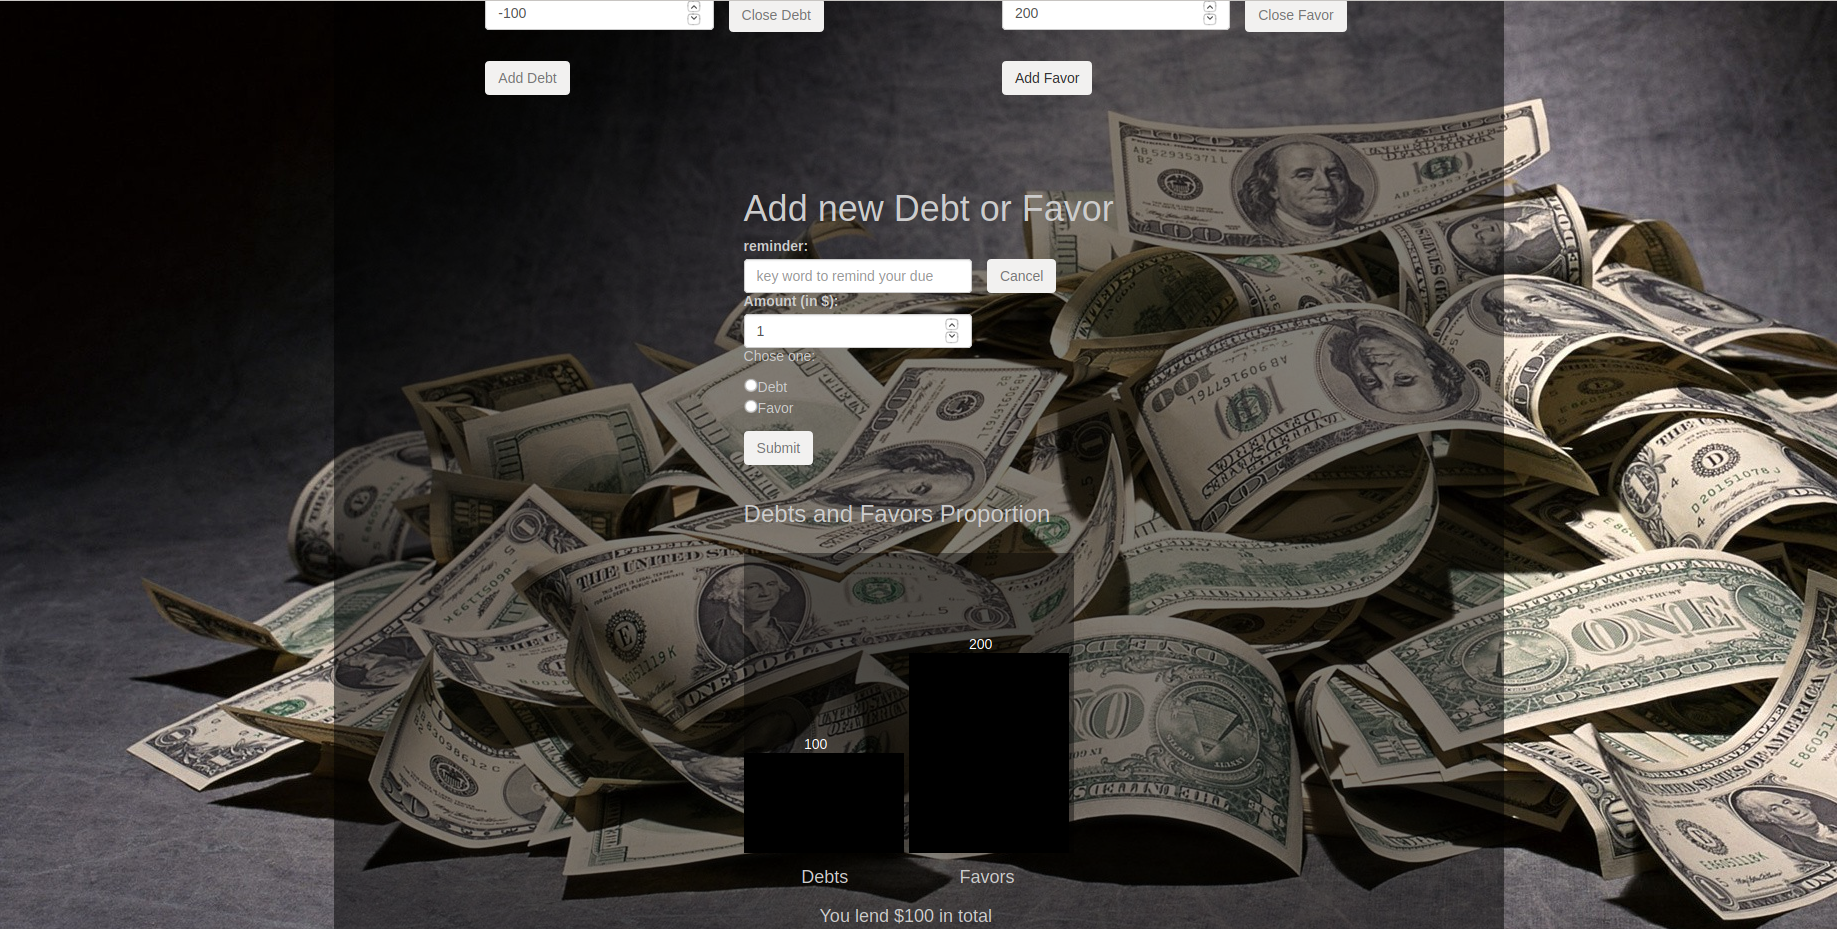 -100
Close Debt
200
Close Favor
Add Debt
Add Favor
Add new Debt or Favor
reminder:
key word to remind your due
Cancel
Amount (in $):
1
Chose one:
Debt
Favor
Submit
Debts and Favors Proportion
200
100
Debts
Favors
You lend $100 in total